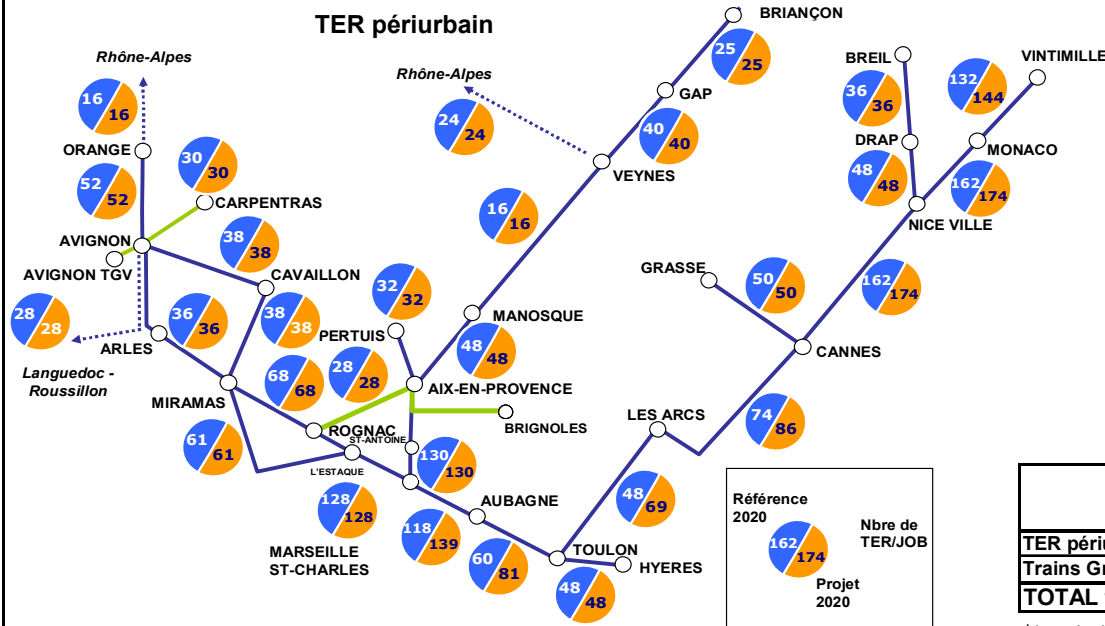 TER périurbain
BRIANÇON
25
25
Rhône-Alpes
Rhône-Alpes
BREIL
VINTIMILLE
16
16
24
24
GAP
40
40
36
36
132
144
ORANGE
30
30
DRAP
MONACO
52
52
CARPENTRAS
VEYNES
48
48
162
174
16
16
NICE VILLE
AVIGNON
38
38
AVIGNON TGV
GRASSE
50
50
162
174
CAVAILLON
32
32
28
28
36
36
38
38
MANOSQUE
ARLES
PERTUIS
48
48
CANNES
Languedoc -
Roussillon
68
68
28
28
AIX-EN-PROVENCE
MIRAMAS
LES ARCS
74
86
BRIGNOLES
ROGNAC
ST-ANTOINE
61
61
L'ESTAQUE
130
130
128
128
AUBAGNE
48
69
118
139
MARSEILLE
ST-CHARLES
60
81
TOULON
HYERES
48
48
Référence
2020
Nbre de
TER/JOB
162
174
Projet
2020
TER périu
Trains Gr
TOTAL